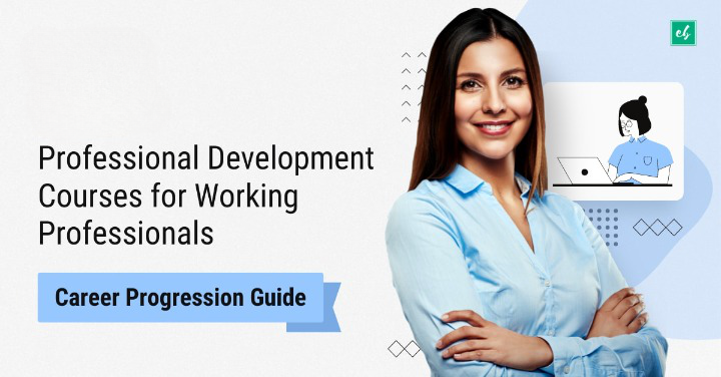 eb
Professional Development
Courses for Working
Professionals
Career Progression Guide